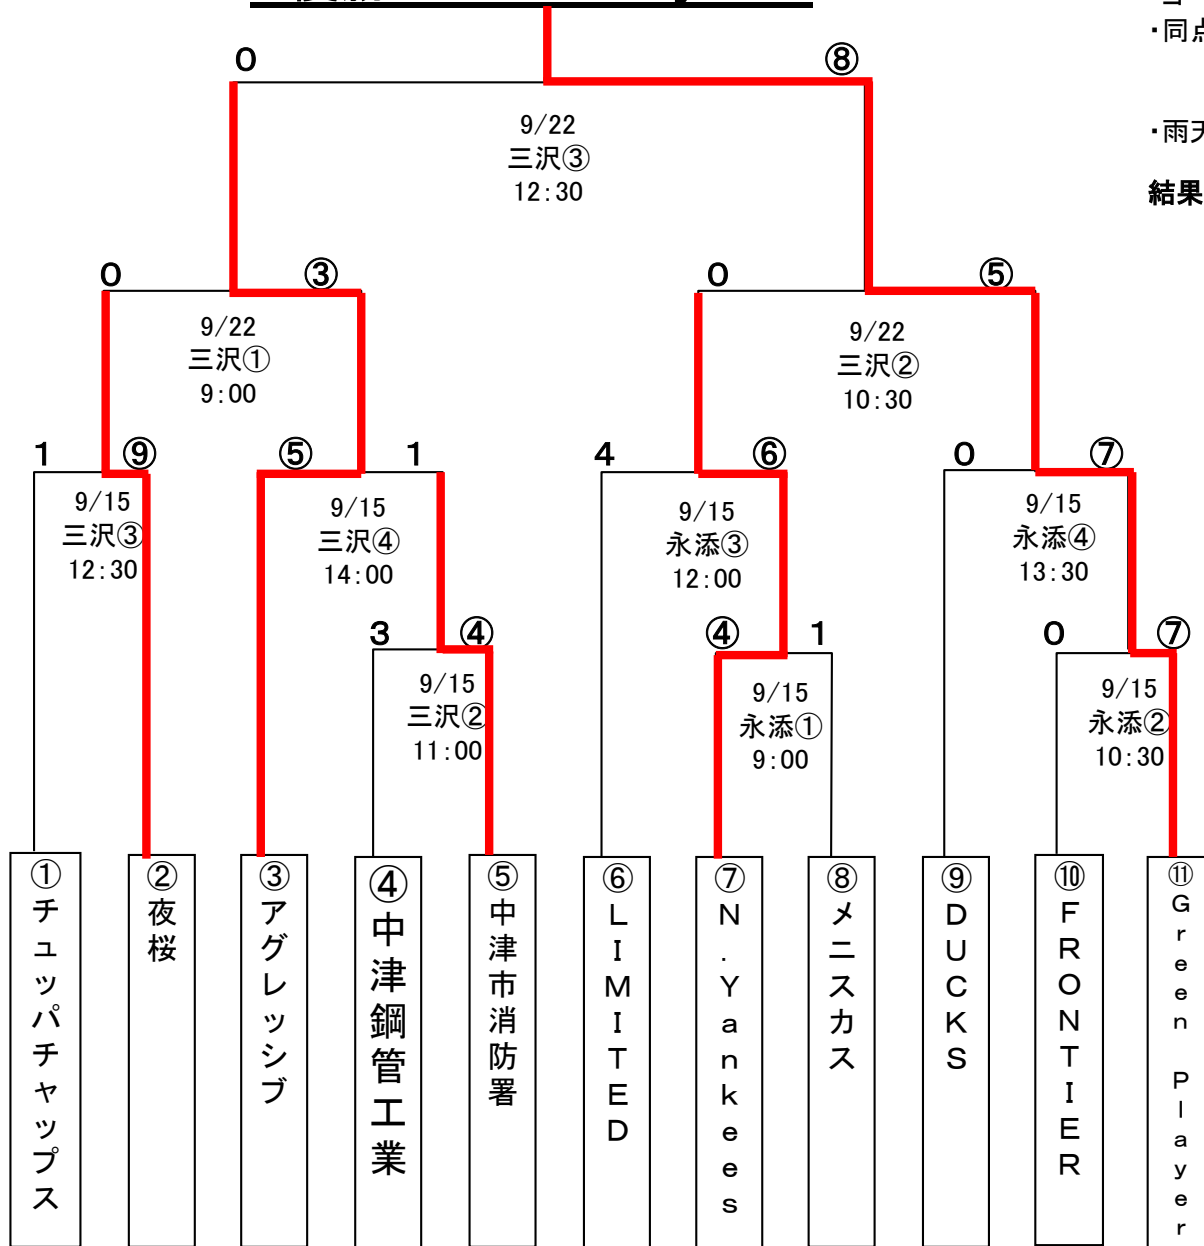 ・同点
０ ⑧
9/22
三沢③
12:30
・雨天
結果
０ ③ ０ ⑤
9/22
三沢①
9:00
9/22
三沢②
10:30
１ ⑨ ⑤ １ ４ ⑥ ０ ⑦
9/15
三沢③
12:30
9/15
三沢④
14:00
9/15
永添③
12:00
9/15
永添④
13:30
３ ④ ④ １ ０ ⑦
9/15
三沢②
11:00
9/15
永添①
9:00
9/15
永添②
10:30
①チュッパチャップス
②夜桜
③アグレッシブ
④中津鋼管工業
⑤中津市消防署
⑥ＬＩＭＩＴＥＤ
⑦Ｎ．Ｙａｎｋｅｅｓ
⑧メニスカス
⑨ＤＵＣＫＳ
⑩ＦＲＯＮＴＩＥＲ
⑪Ｇｒｅｅｎ　Ｐｌａｙｅｒ